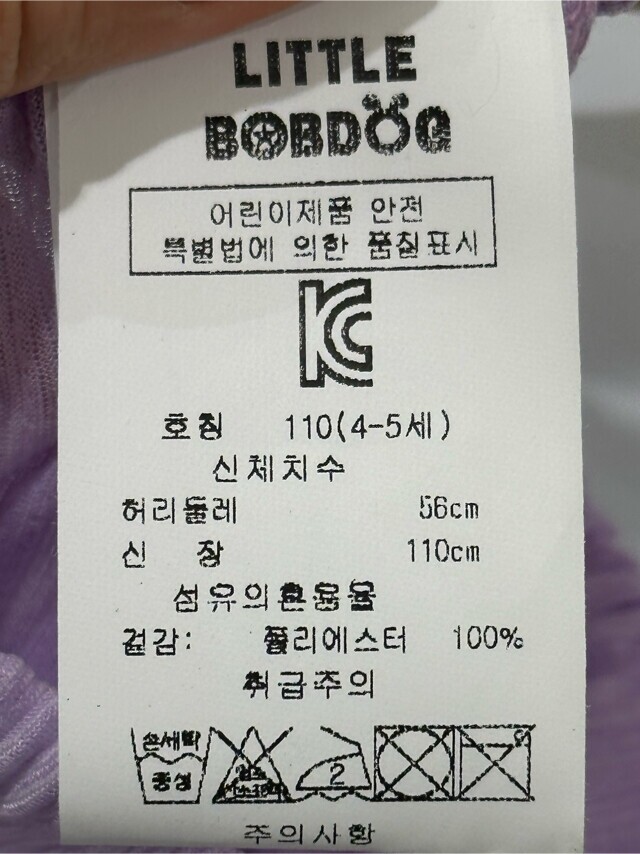 LITTLE
BOBDOG
어린이제품 안전
특별법에 의한 품질표시
KC
호칭 110(4-5세)
신체치수
허리둘레 56cm
신 장 110cm
섬유의혼용율
겉감: 폴리에스터 100%
취급주의
손세탁
중성
2
주의사항